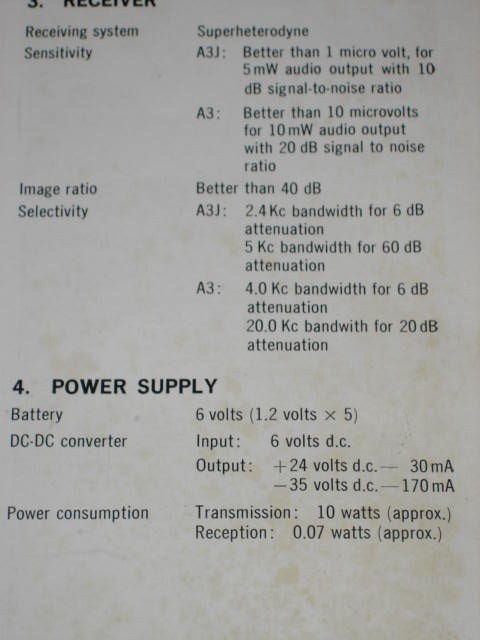 3. RECEIVER
Receiving system Superheterodyne
Sensitivity A3J: Better than 1 micro volt, for
5mW audio output with 10
dB signal-to-noise ratio
A3: Better than 10 microvolts
for 10mW audio output
with 20 dB signal to noise
ratio
Image ratio Better than 40 dB
Selectivity A3J: 2.4 Kc bandwidth for 6 dB
attenuation
5 Kc bandwidth for 60 dB
attenuation
A3: 4.0 Kc bandwidth for 6 dB
attenuation
20.0 Kc bandwith for 20 dB
attenuation
4. POWER SUPPLY
Battery 6 volts (1.2 volts × 5)
DC-DC converter Input: 6 volts d.c.
Output: +24 volts d.c.— 30mA
−35 volts d.c.—170mA
Power consumption Transmission: 10 watts (approx.)
Reception: 0.07 watts (approx.)